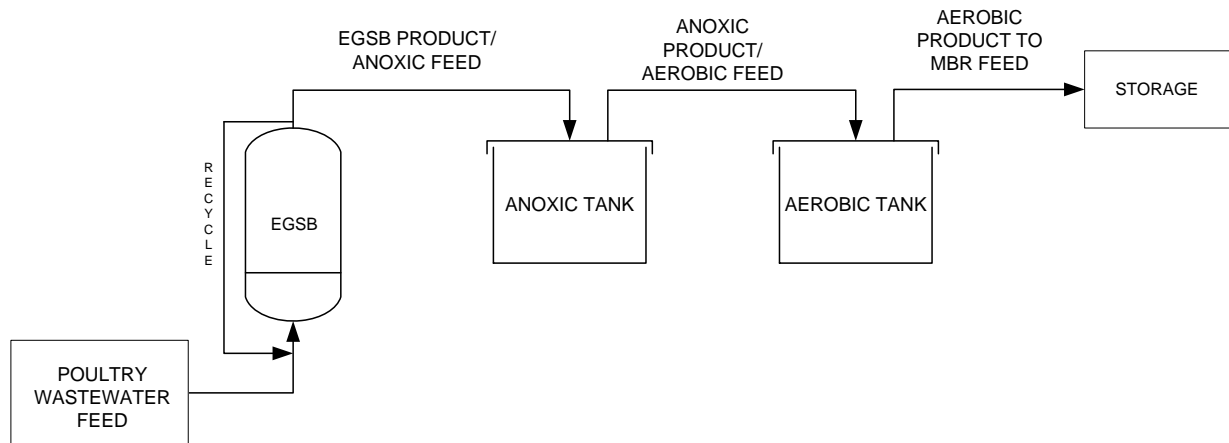 EGSB PRODUCT/
ANOXIC FEED
ANOXIC
PRODUCT/
AEROBIC FEED
AEROBIC
PRODUCT TO
MBR FEED
STORAGE
RECYCLE
EGSB
ANOXIC TANK
AEROBIC TANK
POULTRY
WASTEWATER
FEED